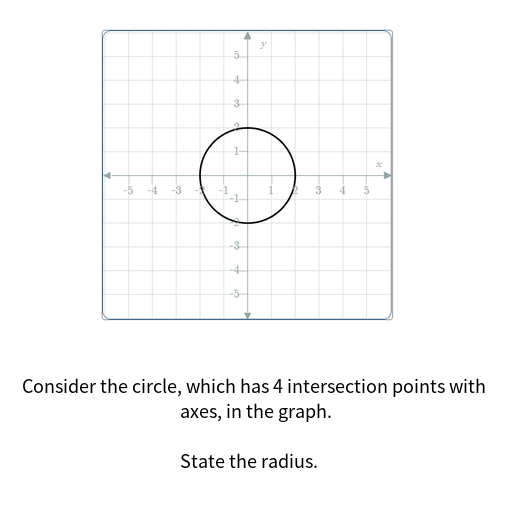 y
5
4
3
2
1
x
-5 -4 -3 -2 -1 1 2 3 4 5
-1
-2
-3
-4
-5
Consider the circle, which has 4 intersection points with
axes, in the graph.
State the radius.